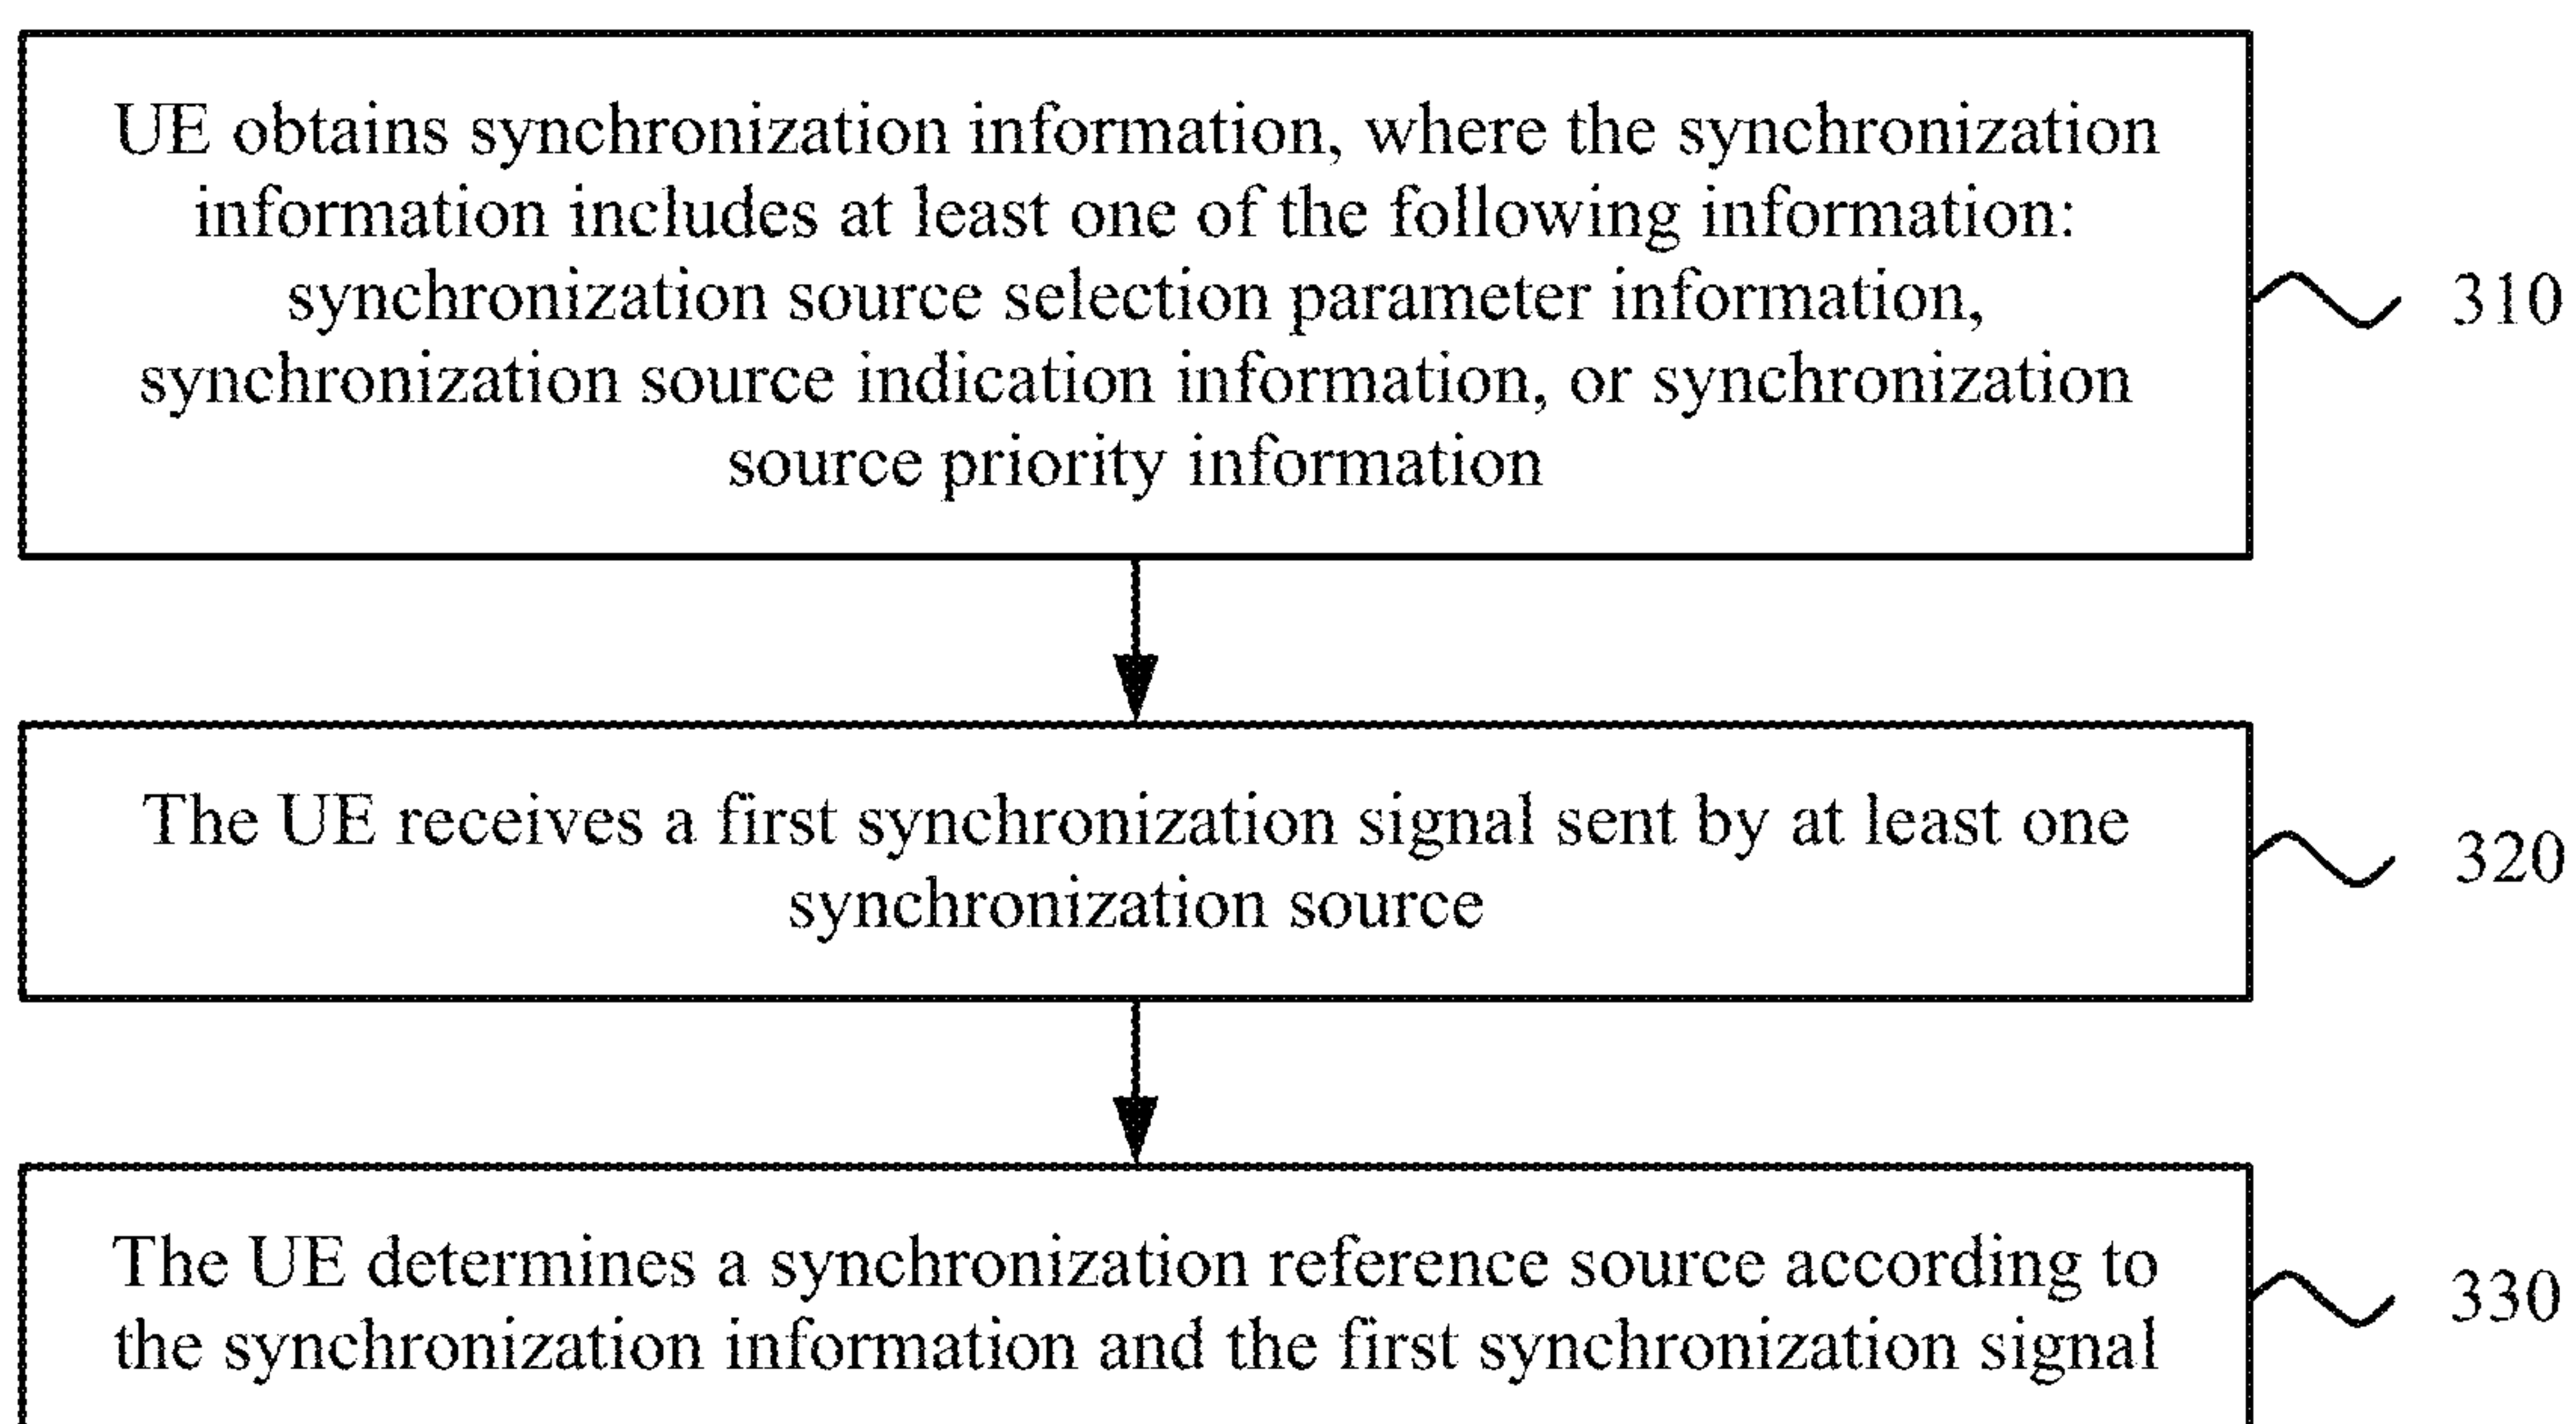 UE obtains synchronization information, where the synchronization
information includes at least one of the following information:
synchronization source selection parameter information,
synchronization source indication information, or synchronization
source priority information
310
The UE receives a first synchronization signal sent by at least one
synchronization source
320
The UE determines a synchronization reference source according to
the synchronization information and the first synchronization signal
330